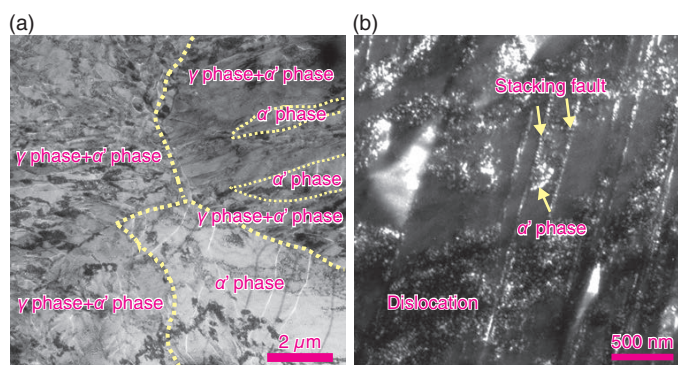 (a)
γ phase+α' phase
α' phase
γ phase+α' phase
α' phase
γ phase+α' phase
α' phase
γ phase+α' phase
2 μm
(b)
Stacking fault
α' phase
Dislocation
500 nm